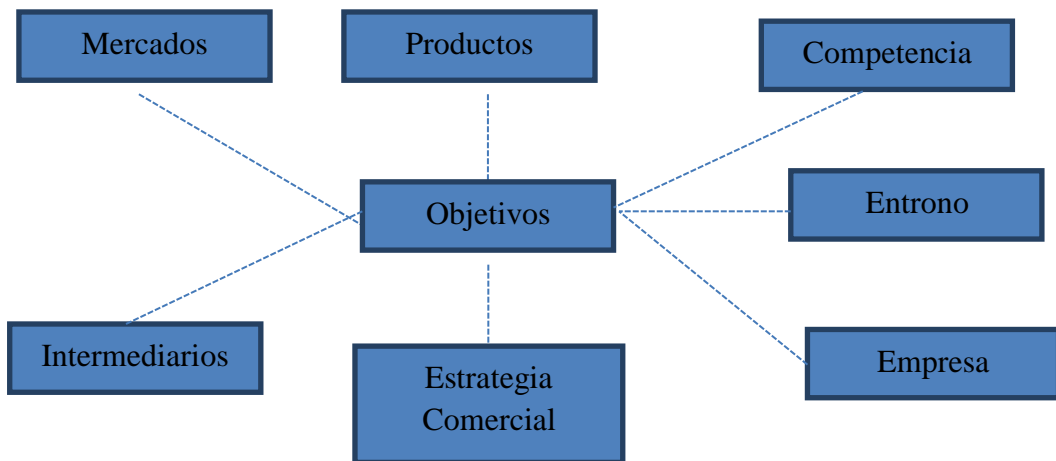 Mercados
Productos
Competencia
Objetivos
Entrono
Intermediarios
Estrategia
Comercial
Empresa